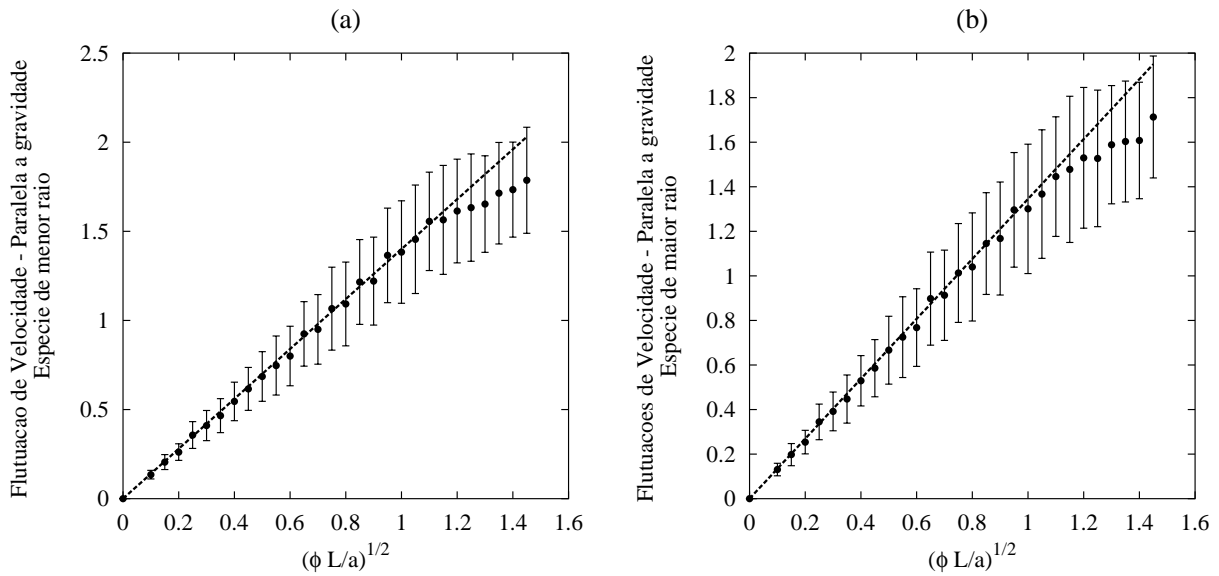 (a)
Flutuacao de Velocidade - Paralela a gravidade
Especie de menor raio
2.5
2
1.5
1
0.5
0
0 0.2 0.4 0.6 0.8 1 1.2 1.4 1.6
(ϕ L/a)^{1/2}
(b)
Flutuacoes de Velocidade - Paralela a gravidade
Especie de maior raio
2
1.8
1.6
1.4
1.2
1
0.8
0.6
0.4
0.2
0
0 0.2 0.4 0.6 0.8 1 1.2 1.4 1.6
(ϕ L/a)^{1/2}